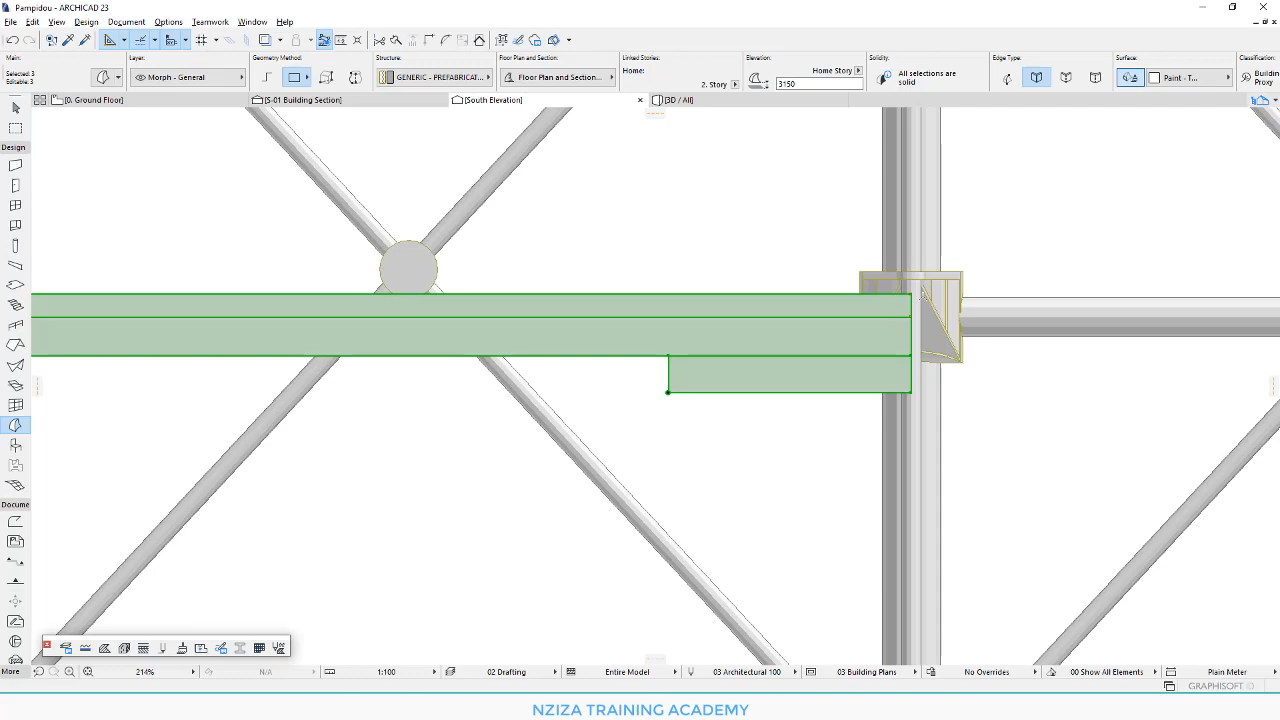 Pampidou - ARCHICAD 23
File Edit View Design Document Options Teamwork Window Help
Main: Layer: Geometry Method: Structure: Floor Plan and Section: Linked Stories: Elevation: Solidity: Edge Type: Surface: Classification:
Selected: 3
Editable: 3
Morph - General
GENERIC - PREFABRICAT...
Floor Plan and Section...
Home:
2. Story
Home Story
3150
All selections are solid
Paint - T...
Building Proxy
[0. Ground Floor] [S-01 Building Section] [South Elevation] [3D / All]
Design
Docume
More
214% N/A 1:100 02 Drafting Entire Model 03 Architectural 100 03 Building Plans No Overrides 00 Show All Elements Plain Meter
GRAPHISOFT
NZIZA TRAINING ACADEMY